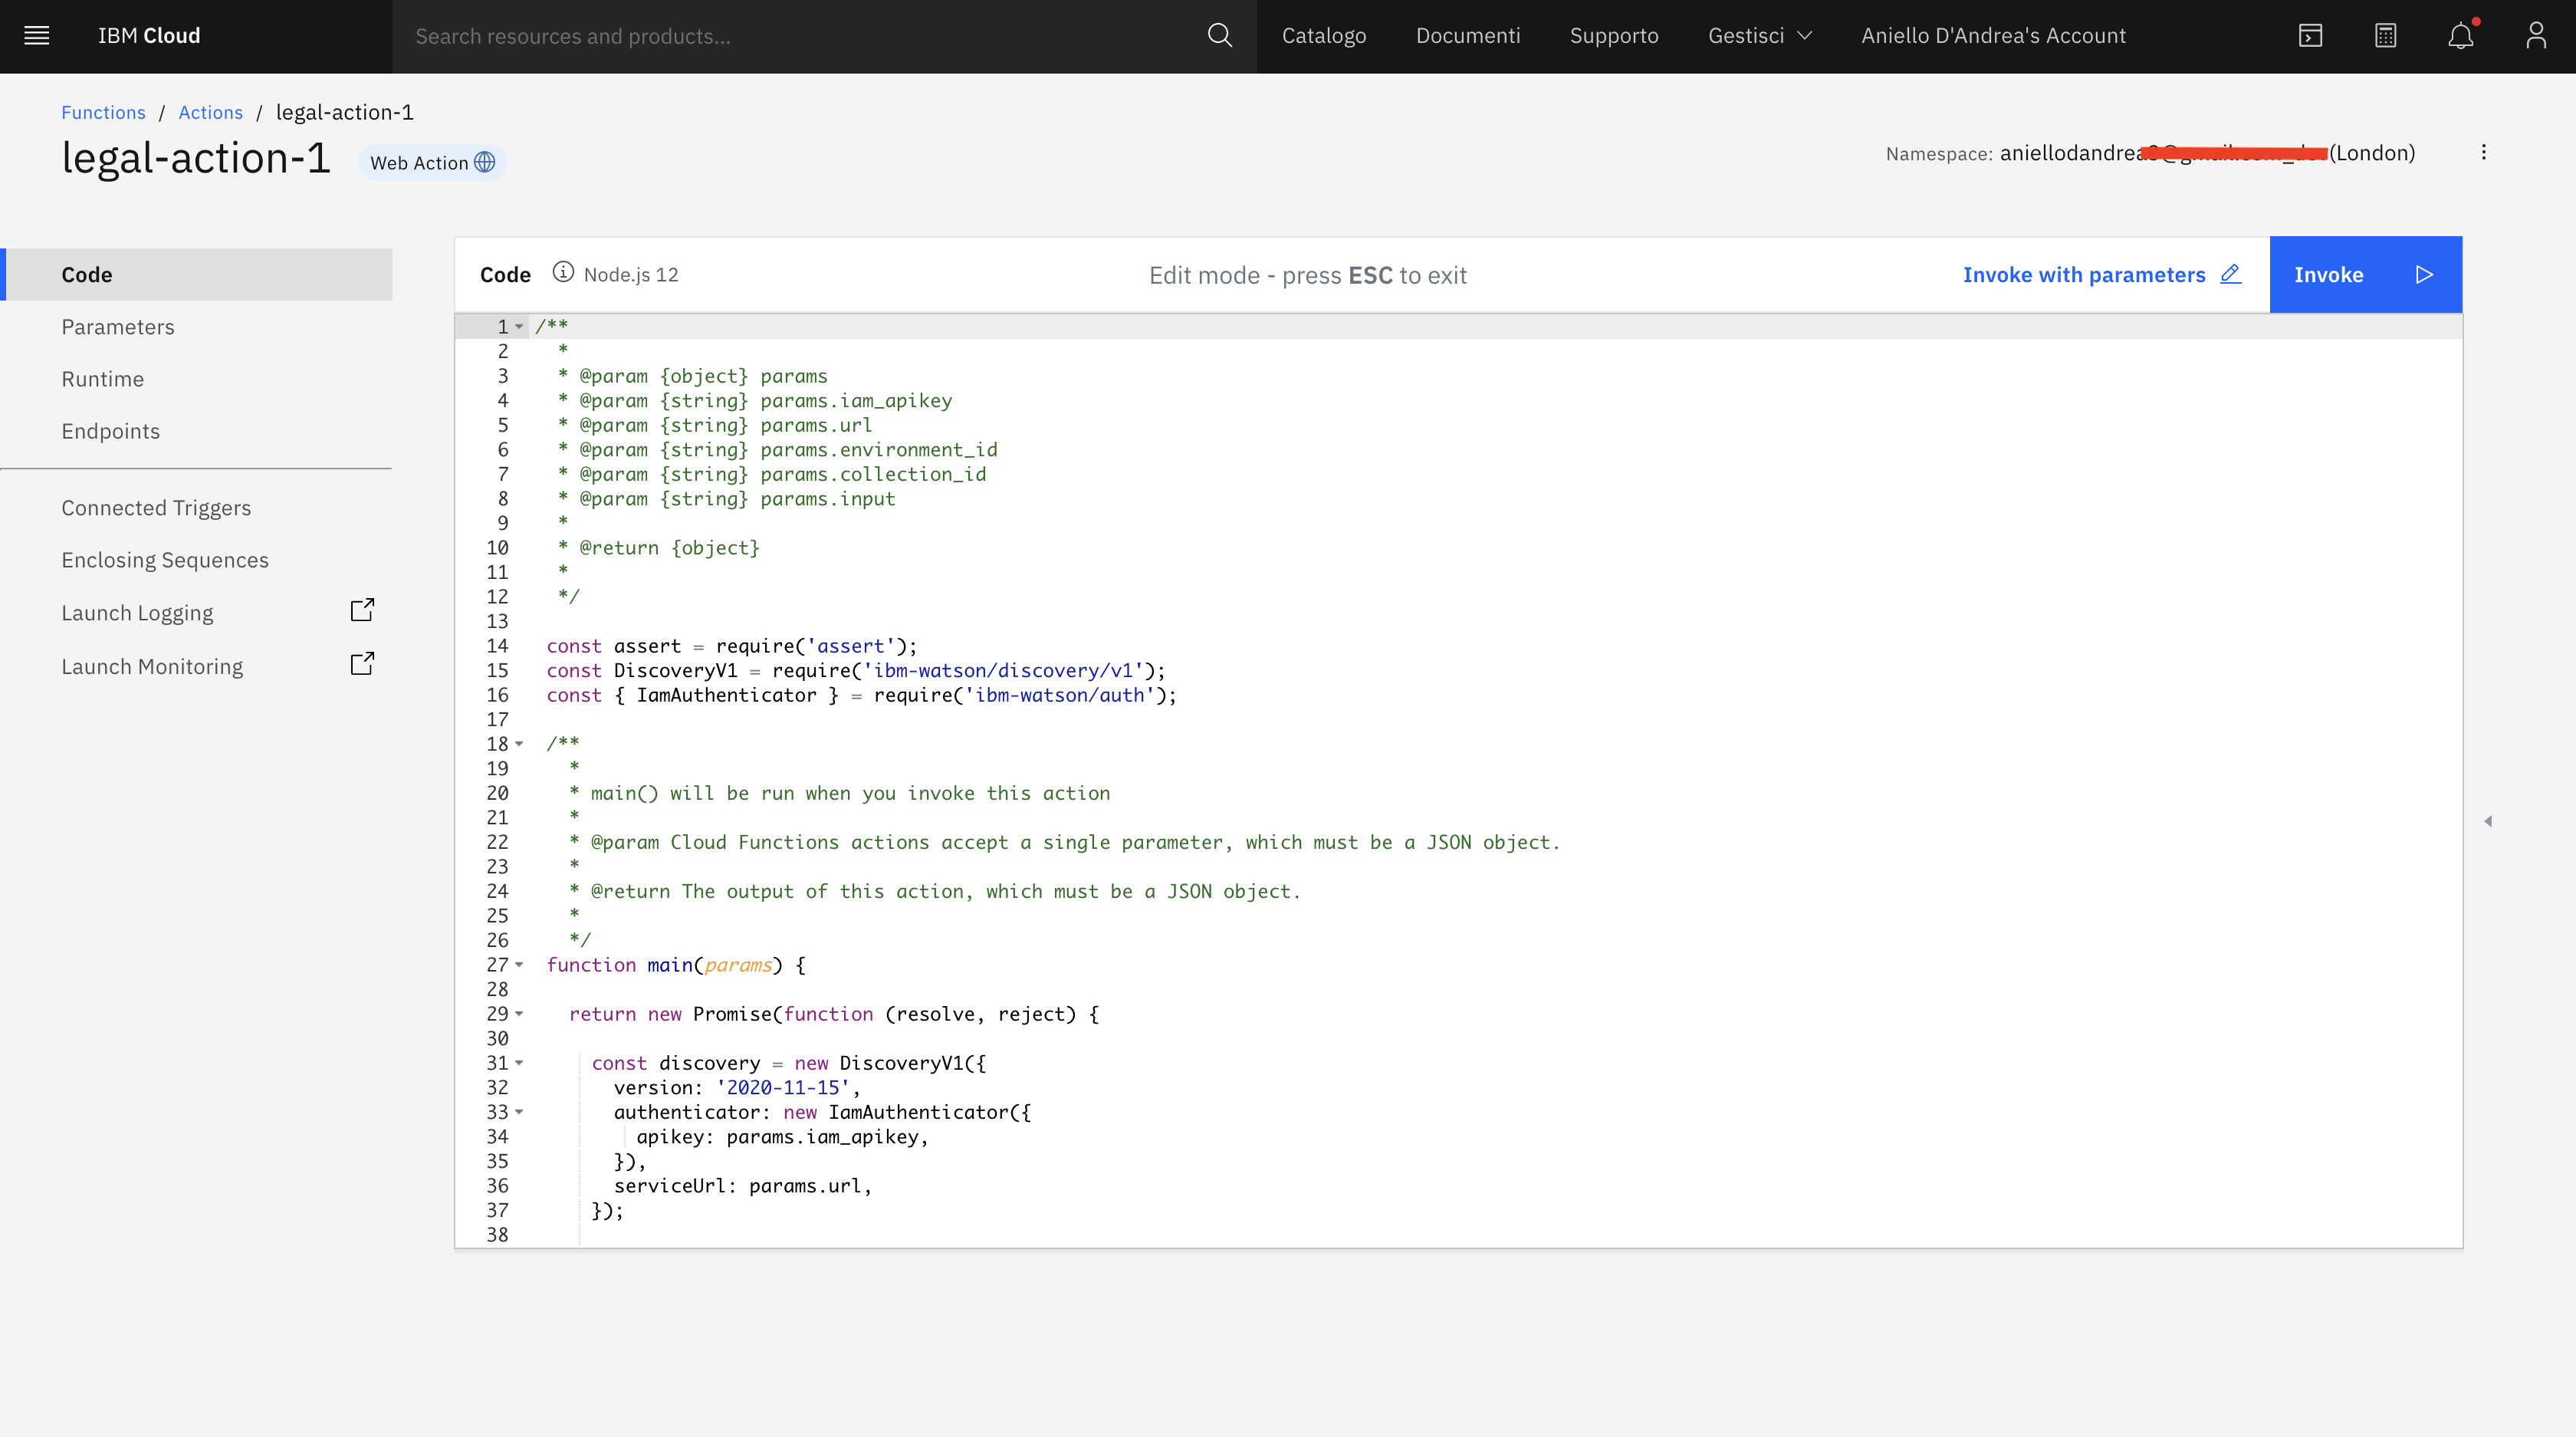 IBM Cloud
Search resources and products...
Catalogo
Documenti
Supporto
Gestisci
Aniello D'Andrea's Account
Functions / Actions / legal-action-1
legal-action-1
Web Action
Namespace: aniellodandrea (London)
Code
Parameters
Runtime
Endpoints
Connected Triggers
Enclosing Sequences
Launch Logging
Launch Monitoring
Code Node.js 12
Edit mode - press ESC to exit
Invoke with parameters
Invoke
1 /**
2 *
3 * @param {object} params
4 * @param {string} params.iam_apikey
5 * @param {string} params.url
6 * @param {string} params.environment_id
7 * @param {string} params.collection_id
8 * @param {string} params.input
9 *
10 * @return {object}
11 *
12 */
13
14 const assert = require('assert');
15 const DiscoveryV1 = require('ibm-watson/discovery/v1');
16 const { IamAuthenticator } = require('ibm-watson/auth');
17
18 /**
19 *
20 * main() will be run when you invoke this action
21 *
22 * @param Cloud Functions actions accept a single parameter, which must be a JSON object.
23 *
24 * @return The output of this action, which must be a JSON object.
25 *
26 */
27 function main(params) {
28
29 return new Promise(function (resolve, reject) {
30
31 const discovery = new DiscoveryV1({
32 version: '2020-11-15',
33 authenticator: new IamAuthenticator({
34 apikey: params.iam_apikey,
35 }),
36 serviceUrl: params.url,
37 });
38